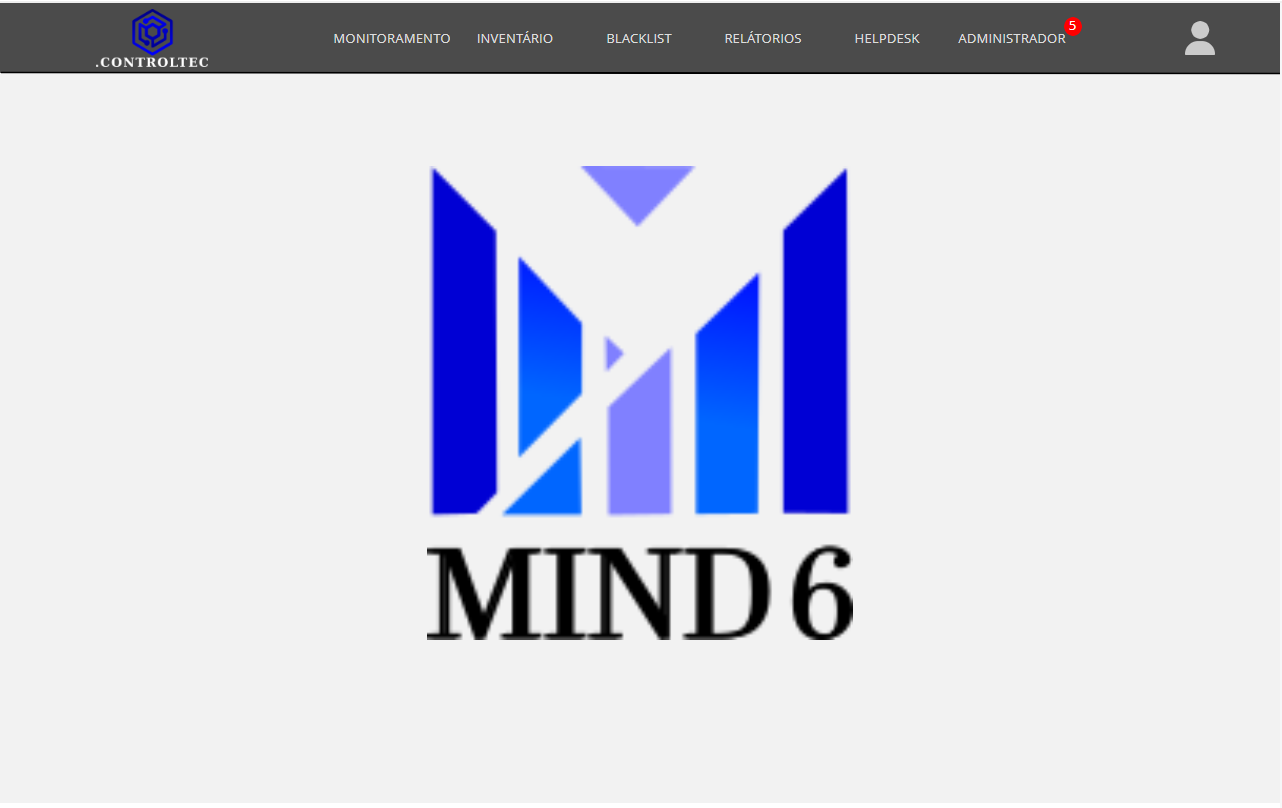 .CONTROLTEC
MONITORAMENTO INVENTÁRIO BLACKLIST RELÁTORIOS HELPDESK ADMINISTRADOR 5
MIND 6